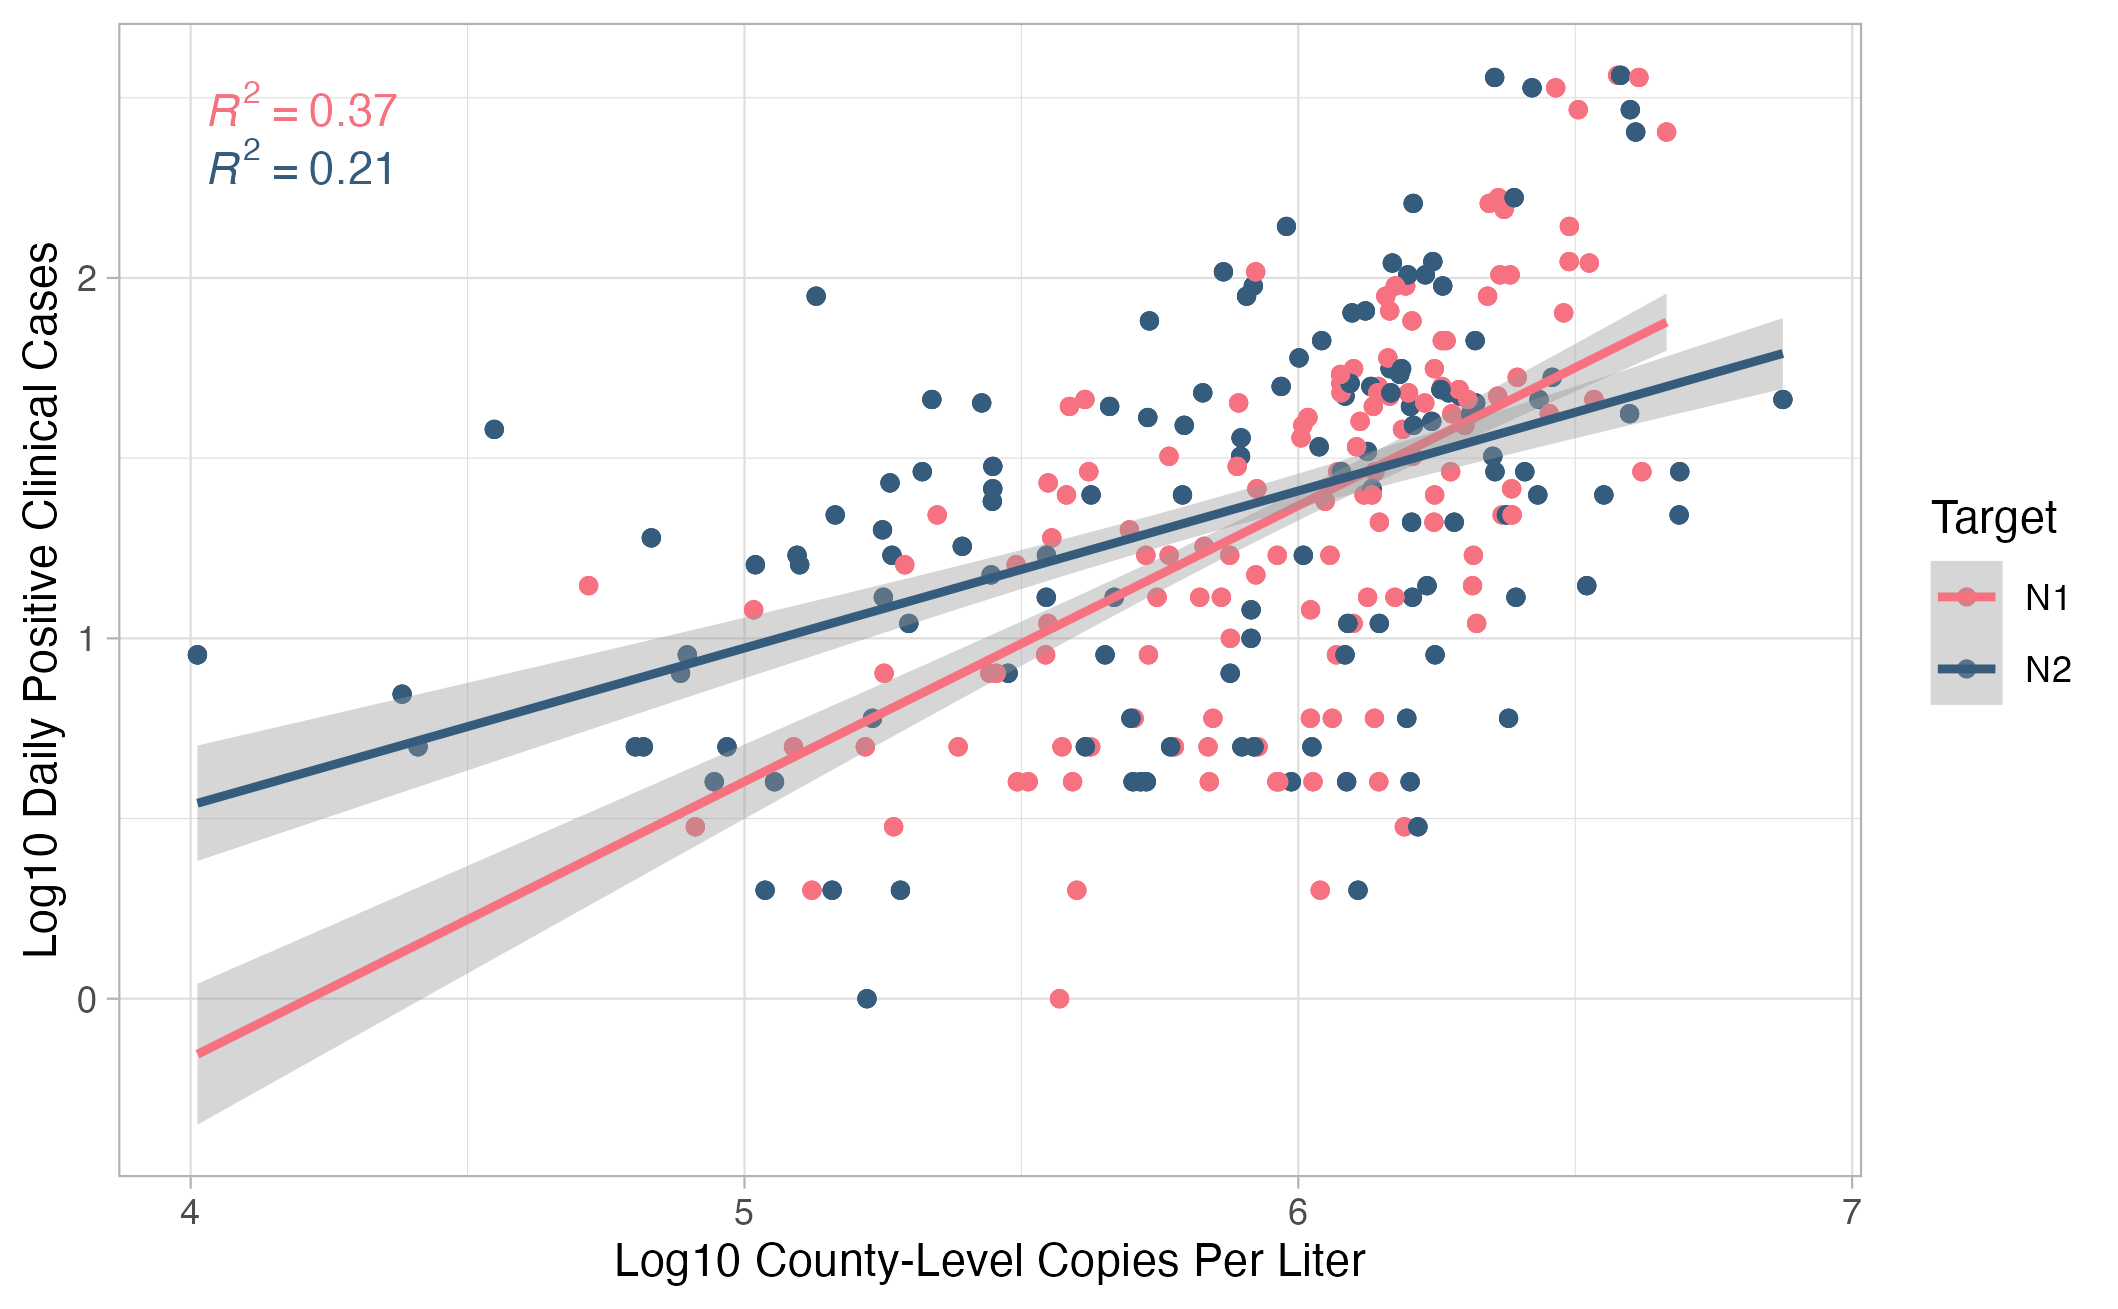 R² = 0.37
R² = 0.21
Log10 Daily Positive Clinical Cases
2
1
0
4 5 6 7
Log10 County-Level Copies Per Liter
Target
N1
N2